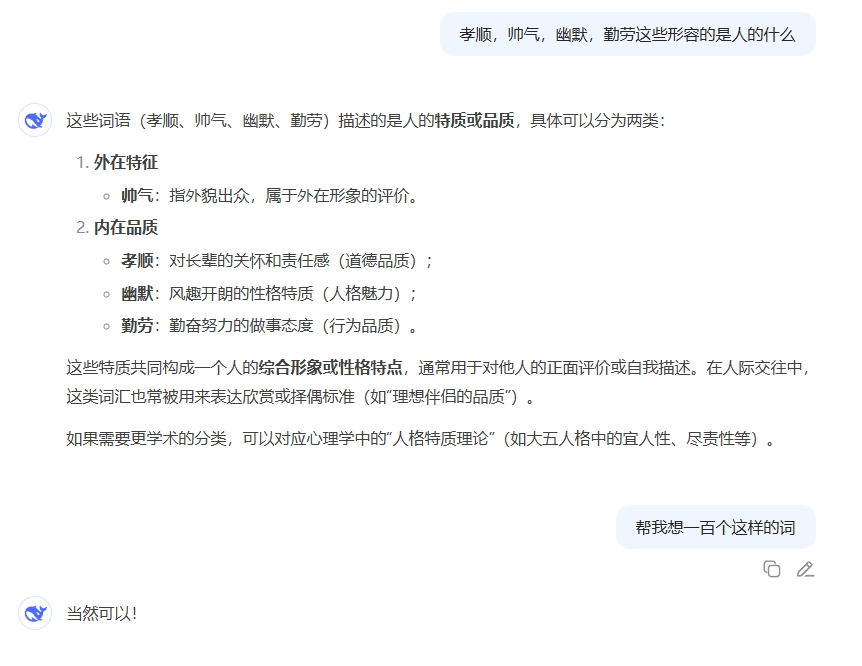 孝顺，帅气，幽默，勤劳这些形容的是人的什么
这些词语（孝顺、帅气、幽默、勤劳）描述的是人的特质或品质，具体可以分为两类：
1. 外在特征
帅气：指外貌出众，属于外在形象的评价。
2. 内在品质
孝顺：对长辈的关怀和责任感（道德品质）；
幽默：风趣开朗的性格特质（人格魅力）；
勤劳：勤奋努力的做事态度（行为品质）。
这些特质共同构成一个人的综合形象或性格特点，通常用于对他人的正面评价或自我描述。在人际交往中，
这类词汇也常被用来表达欣赏或择偶标准（如“理想伴侣的品质”）。
如果需要更学术的分类，可以对应心理学中的“人格特质理论”（如大五人格中的宜人性、尽责性等）。
帮我想一百个这样的词
当然可以！